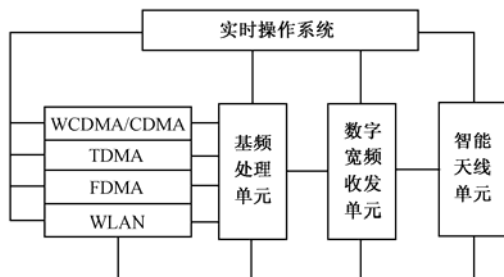 实时操作系统
WCDMA/CDMA
TDMA
FDMA
WLAN
基频
处理
单元
数字
宽频
收发
单元
智能
天线
单元